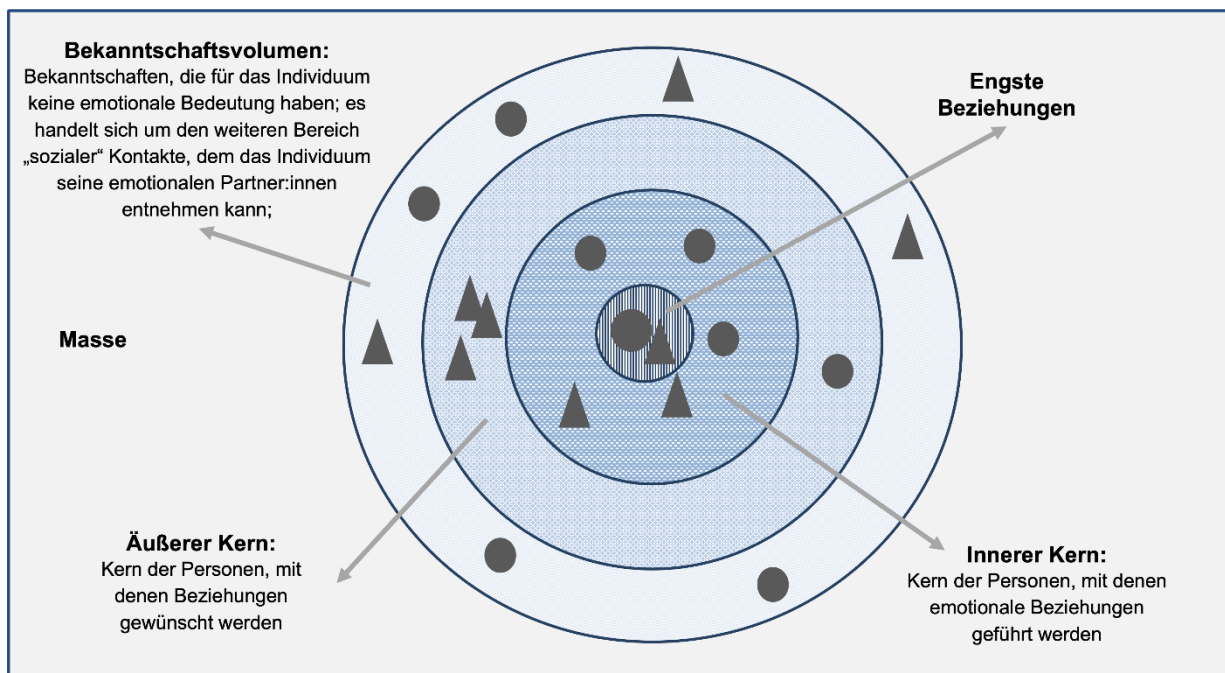 Bekanntschaftsvolumen:
Bekanntschaften, die für das Individuum
keine emotionale Bedeutung haben; es
handelt sich um den weiteren Bereich
„sozialer“ Kontakte, dem das Individuum
seine emotionalen Partner:innen
entnehmen kann;
Engste
Beziehungen
Masse
Äußerer Kern:
Kern der Personen, mit
denen Beziehungen
gewünscht werden
Innerer Kern:
Kern der Personen, mit denen
emotionale Beziehungen
geführt werden